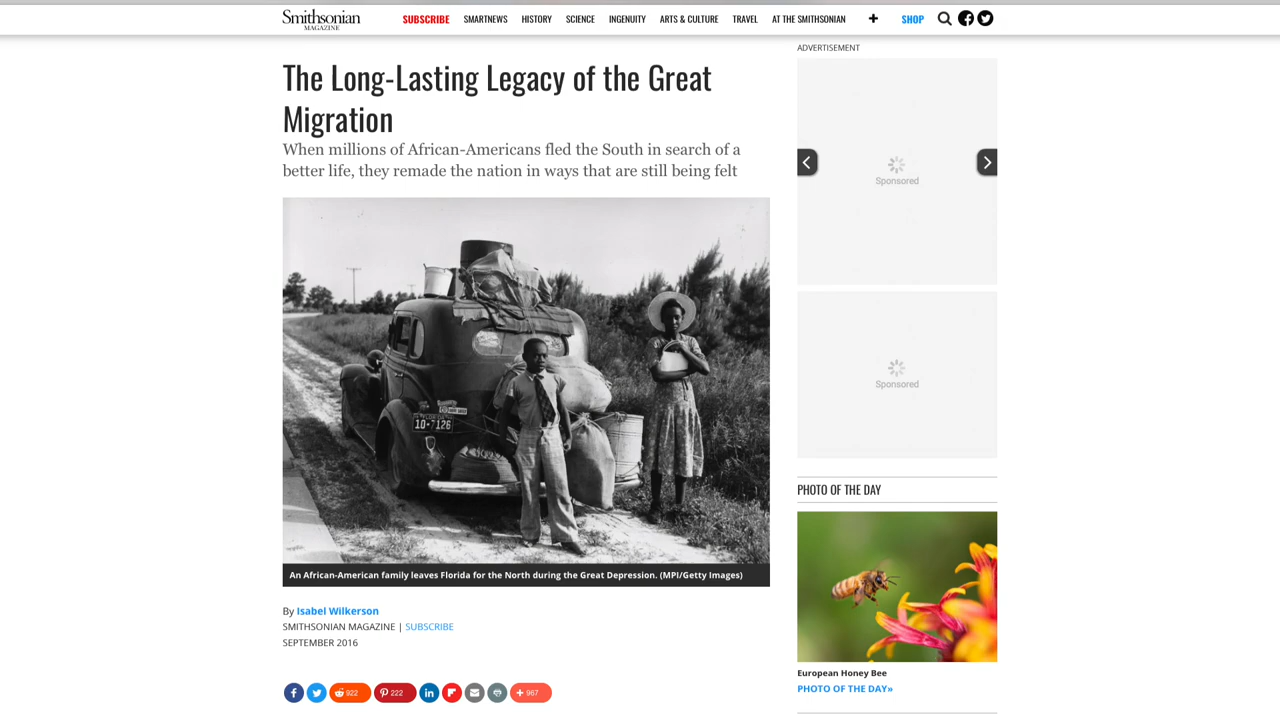 Smithsonian
MAGAZINE
SUBSCRIBE SMARTNEWS HISTORY SCIENCE INGENUITY ARTS & CULTURE TRAVEL AT THE SMITHSONIAN + SHOP
ADVERTISEMENT
The Long-Lasting Legacy of the Great
Migration
When millions of African-Americans fled the South in search of a
better life, they remade the nation in ways that are still being felt
Sponsored
Sponsored
10-7126
An African-American family leaves Florida for the North during the Great Depression. (MPI/Getty Images)
By Isabel Wilkerson
SMITHSONIAN MAGAZINE | SUBSCRIBE
SEPTEMBER 2016
922 222 + 967
PHOTO OF THE DAY
European Honey Bee
PHOTO OF THE DAY»